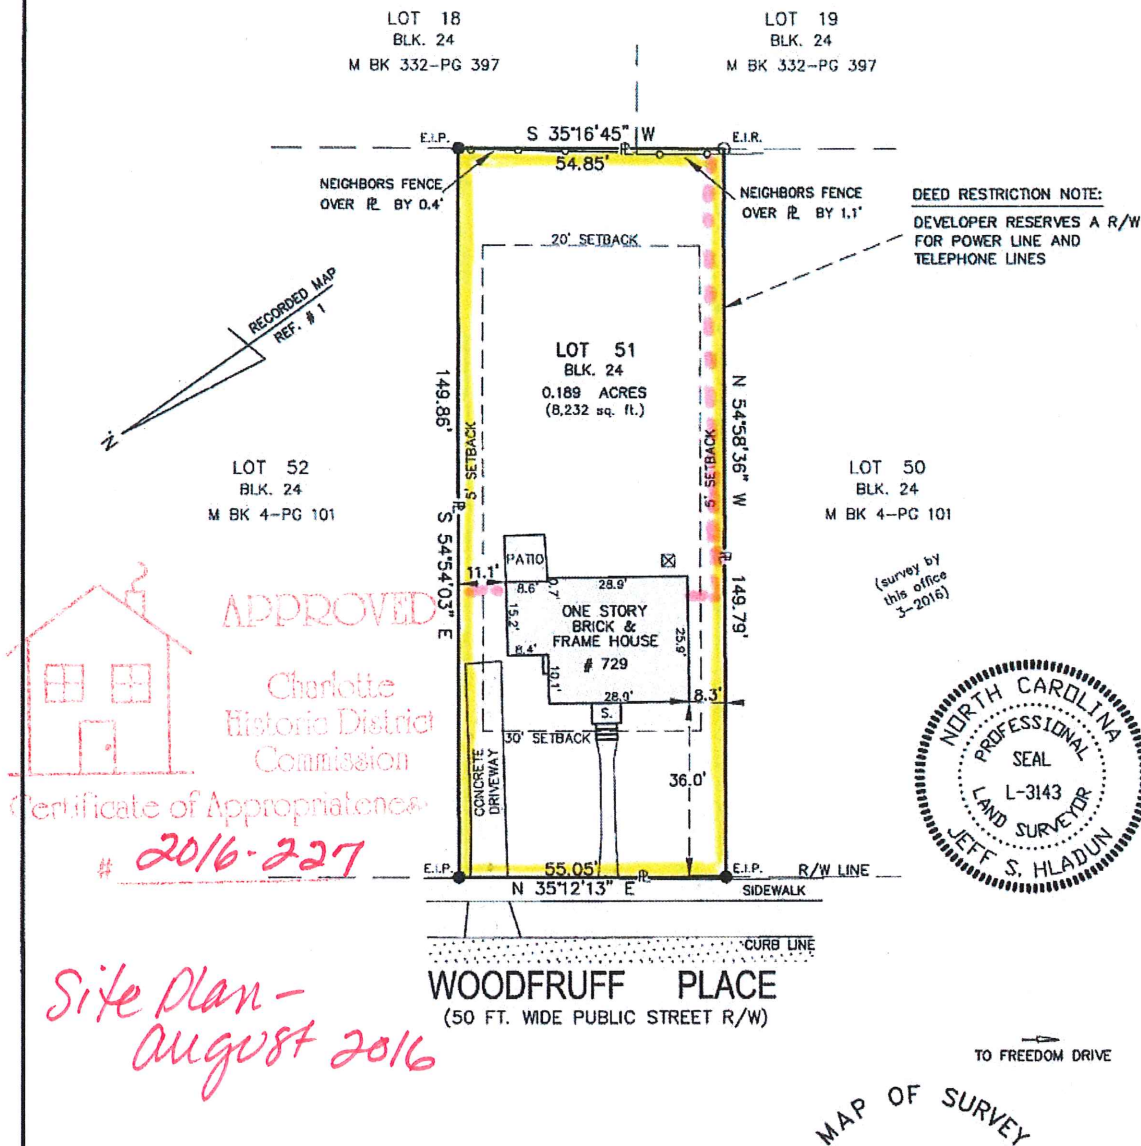 LOT 18
BLK. 24
M BK 332-PG 397
LOT 19
BLK. 24
M BK 332-PG 397
E.I.P.
S 35°16'45" W
E.I.R.
54.85'
NEIGHBORS FENCE
OVER PL BY 0.4'
NEIGHBORS FENCE
OVER PL BY 1.1'
DEED RESTRICTION NOTE:
DEVELOPER RESERVES A R/W
FOR POWER LINE AND
TELEPHONE LINES
20' SETBACK
RECORDED MAP
REF. # 1
N.
LOT 51
BLK. 24
0.189 ACRES
(8,232 sq. ft.)
149.86'
S 54°54'03" E
5' SETBACK
5' SETBACK
N 54°58'36" W
149.79'
PL
PL
PL
LOT 52
BLK. 24
M BK 4-PG 101
LOT 50
BLK. 24
M BK 4-PG 101
(survey by
this office
3-2016)
PATIO
11.1'
8.6'
0.7'
28.9'
15.2'
ONE STORY
BRICK &
FRAME HOUSE
# 729
25.9'
8.4'
10.1'
28.9'
8.3'
S.
30' SETBACK
36.0'
CONCRETE
DRIVEWAY
APPROVED
Charlotte
Historic District
Commission
Certificate of Appropriateness
# 2016-227
NORTH CAROLINA
PROFESSIONAL
SEAL
L-3143
LAND SURVEYOR
JEFF S. HLADUN
E.I.P.
55.05'
E.I.P.
R/W LINE
N 35°12'13" E
PL
SIDEWALK
CURB LINE
WOODFRUFF PLACE
(50 FT. WIDE PUBLIC STREET R/W)
Site Plan -
August 2016
TO FREEDOM DRIVE
MAP OF SURVEY